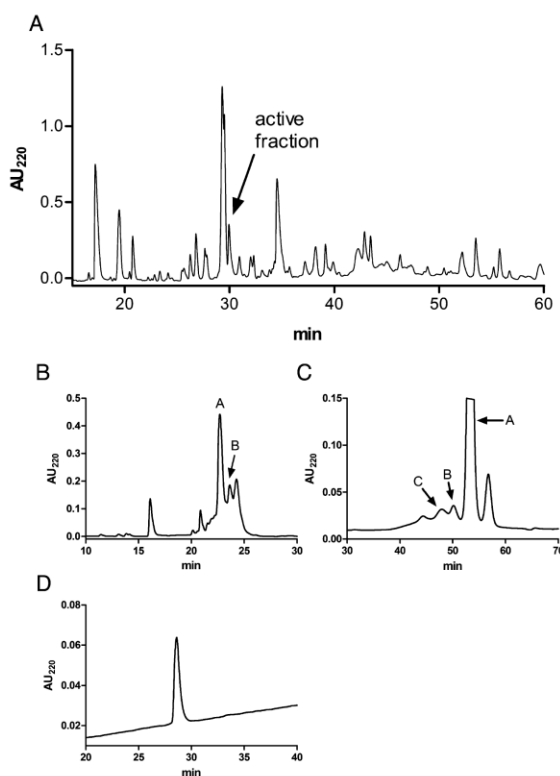 A
1.5
1.0
0.5
0.0
AU220
active
fraction
20 30 40 50 60
min
B
0.5
0.4
0.3
0.2
0.1
0.0
AU220
A
B
10 15 20 25 30
min
C
0.15
0.10
0.05
0.00
AU220
A
B
C
30 40 50 60 70
min
D
0.08
0.06
0.04
0.02
AU220
20 25 30 35 40
min